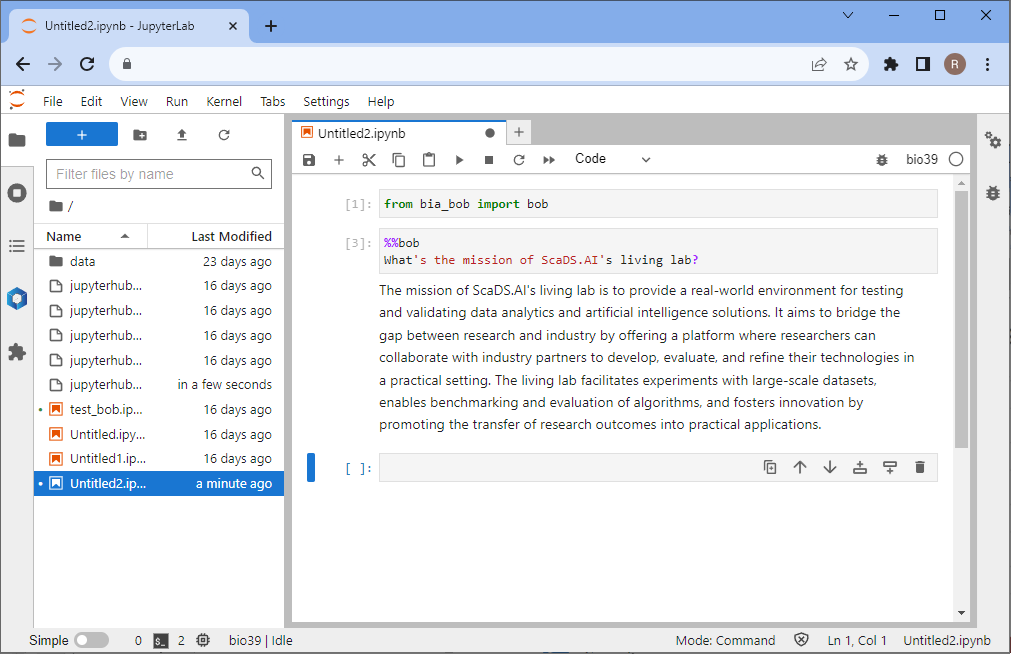 Untitled2.ipynb - JupyterLab
R
File Edit View Run Kernel Tabs Settings Help
+
Filter files by name
/
Name Last Modified
data 23 days ago
jupyterhub... 16 days ago
jupyterhub... 16 days ago
jupyterhub... 16 days ago
jupyterhub... 16 days ago
jupyterhub... in a few seconds
test_bob.ip... 16 days ago
Untitled.ipy... 16 days ago
Untitled1.ip... 16 days ago
Untitled2.ip... a minute ago
Untitled2.ipynb
Code
bio39
[1]: from bia_bob import bob
[3]: %%bob
What's the mission of ScaDS.AI's living lab?
The mission of ScaDS.AI's living lab is to provide a real-world environment for testing
and validating data analytics and artificial intelligence solutions. It aims to bridge the
gap between research and industry by offering a platform where researchers can
collaborate with industry partners to develop, evaluate, and refine their technologies in
a practical setting. The living lab facilitates experiments with large-scale datasets,
enables benchmarking and evaluation of algorithms, and fosters innovation by
promoting the transfer of research outcomes into practical applications.
[ ]:
Simple 0 $_ 2 bio39 | Idle Mode: Command Ln 1, Col 1 Untitled2.ipynb